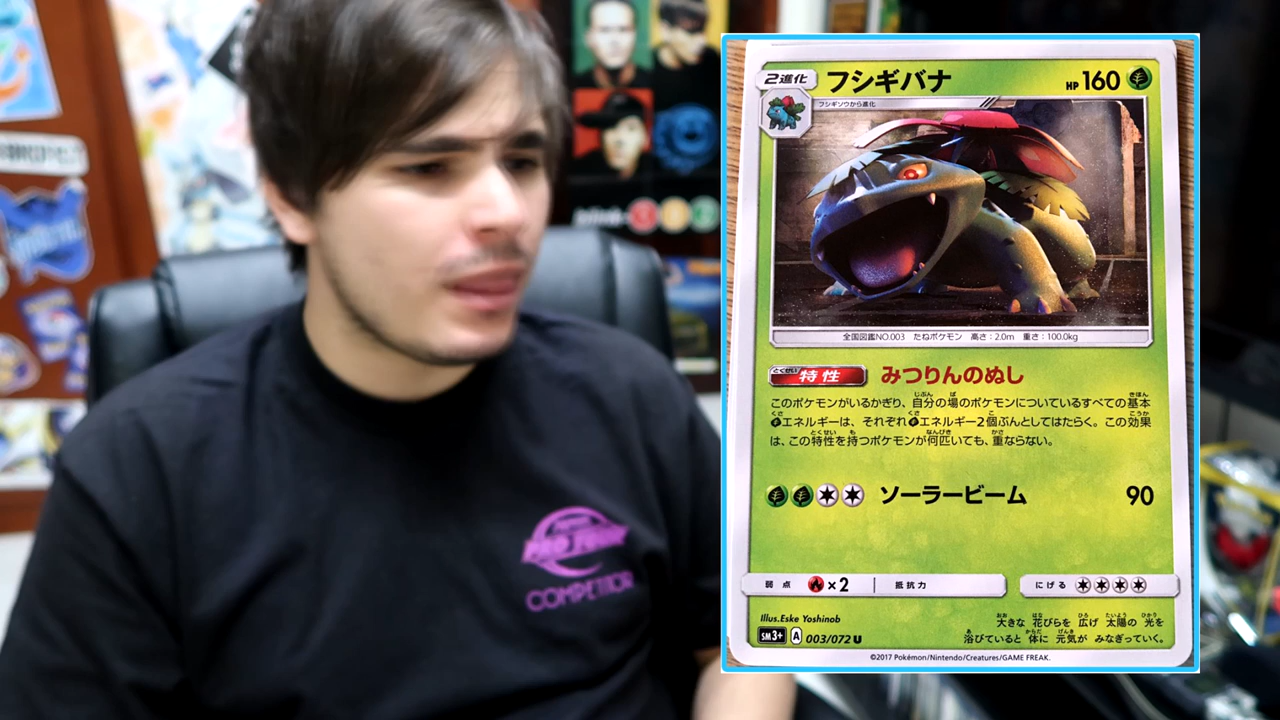 COMPETITOR
2進化
フシギバナ
HP 160
フシギソウから進化
全国図鑑NO.003 たねポケモン 高さ：2.0m 重さ：100.0kg
とくせい
特性
みつりんのぬし
このポケモンがいるかぎり、自分の場のポケモンについているすべての基本
エネルギーは、それぞれエネルギー2個ぶんとしてはたらく。この効果
は、この特性を持つポケモンが何匹いても、重ならない。
ソーラービーム 90
弱点 ×2 抵抗力 にげる
Illus.Eske Yoshinob
SM3+ A 003/072 U
大きな 花びらを 広げ 太陽の 光を
浴びていると 体に 元気が みなぎっていく。
©2017 Pokémon/Nintendo/Creatures/GAME FREAK.